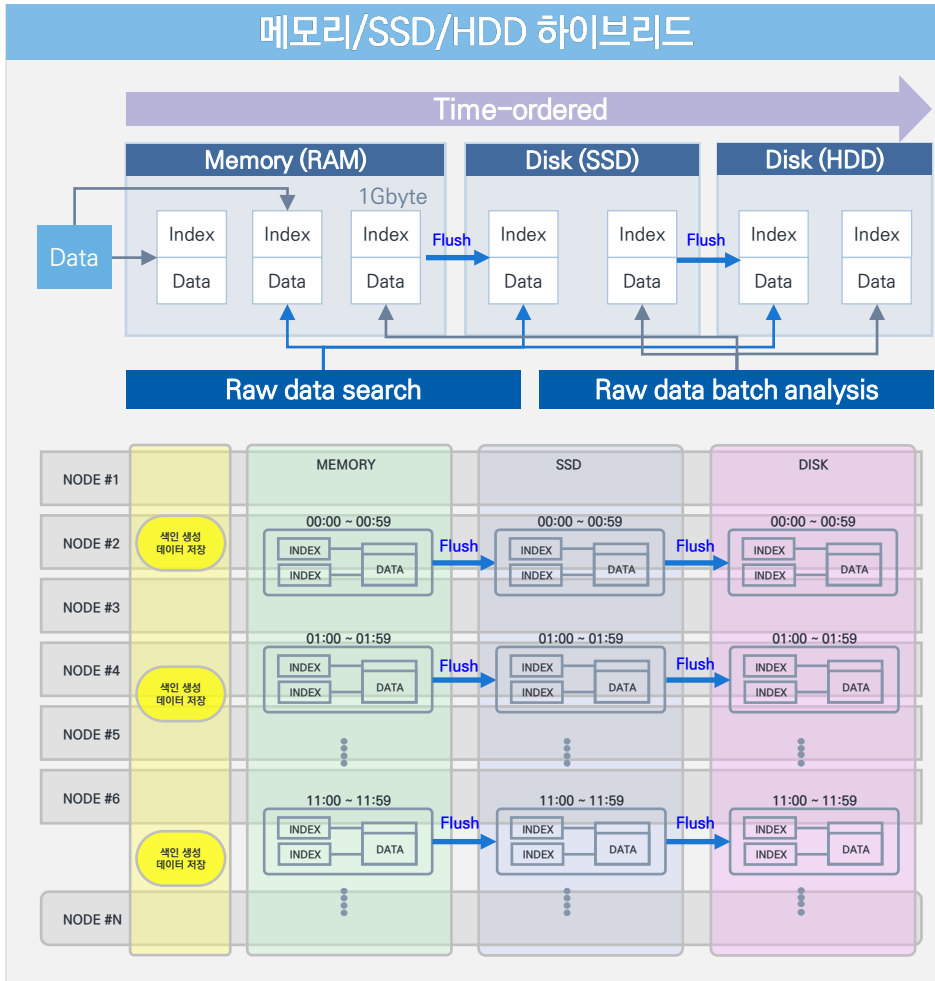 메모리/SSD/HDD 하이브리드
Time-ordered
Memory (RAM)
Disk (SSD)
Disk (HDD)
1Gbyte
Data
Index
Data
Index
Data
Index
Data
Flush
Index
Data
Index
Data
Flush
Index
Data
Index
Data
Raw data search
Raw data batch analysis
MEMORY
SSD
DISK
NODE #1
NODE #2
색인 생성
데이터 저장
00:00 ~ 00:59
INDEX
INDEX
DATA
Flush
00:00 ~ 00:59
INDEX
INDEX
DATA
Flush
00:00 ~ 00:59
INDEX
INDEX
DATA
NODE #3
NODE #4
색인 생성
데이터 저장
01:00 ~ 01:59
INDEX
INDEX
DATA
Flush
01:00 ~ 01:59
INDEX
INDEX
DATA
Flush
01:00 ~ 01:59
INDEX
INDEX
DATA
NODE #5
NODE #6
색인 생성
데이터 저장
11:00 ~ 11:59
INDEX
INDEX
DATA
Flush
11:00 ~ 11:59
INDEX
INDEX
DATA
Flush
11:00 ~ 11:59
INDEX
INDEX
DATA
NODE #N